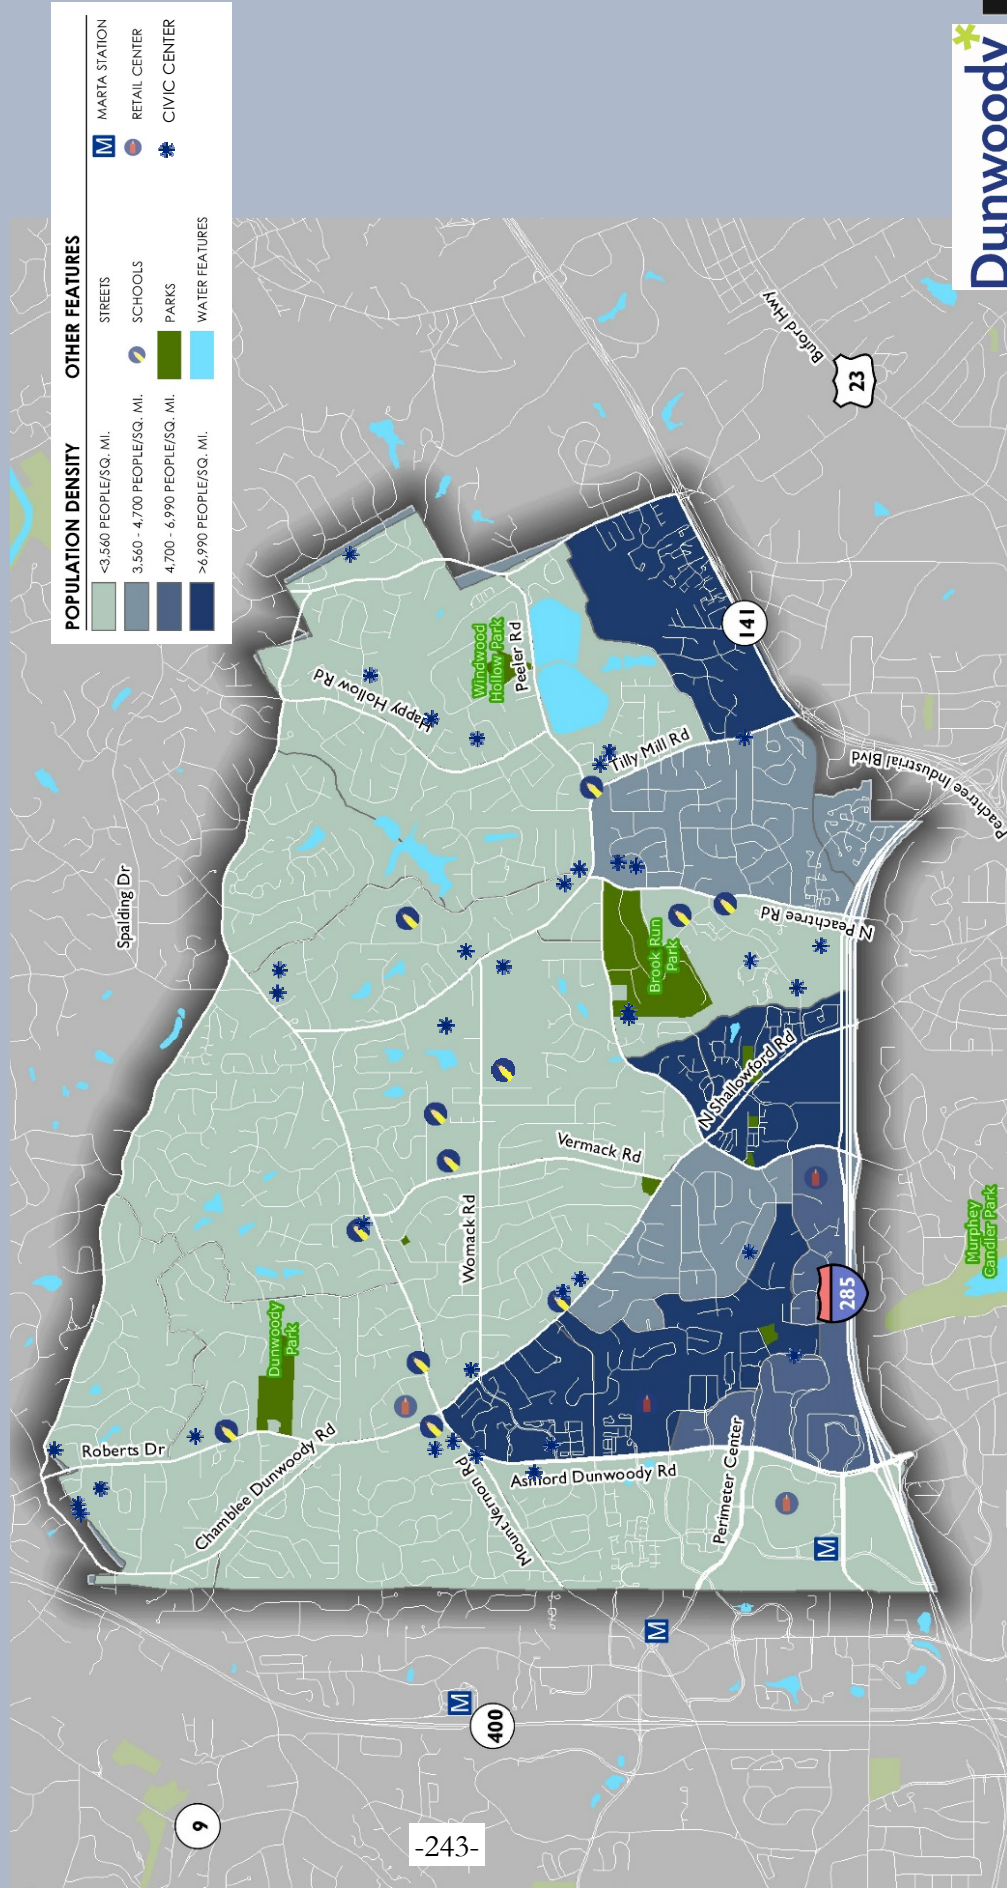 POPULATION DENSITY
<3,560 PEOPLE/SQ. MI.
3,560 - 4,700 PEOPLE/SQ. MI.
4,700 - 6,990 PEOPLE/SQ. MI.
>6,990 PEOPLE/SQ. MI.
OTHER FEATURES
STREETS
SCHOOLS
PARKS
WATER FEATURES
M MARTA STATION
RETAIL CENTER
CIVIC CENTER
Spalding Dr
Roberts Dr
Chamblee Dunwoody Rd
Dunwoody
Park
Happy Hollow Rd
Windwood
Hollow Park
Peeler Rd
Tilly Mill Rd
Womack Rd
Vermack Rd
Mount Vernon Rd
Ashford Dunwoody Rd
Perimeter Center
Brook Run
Park
N Shallowford Rd
N Peachtree Rd
Peachtree Industrial Blvd
Buford Hwy
Murphey
Candler Park
9
400
285
141
23
M
M
M
-243-
Dunwoody*